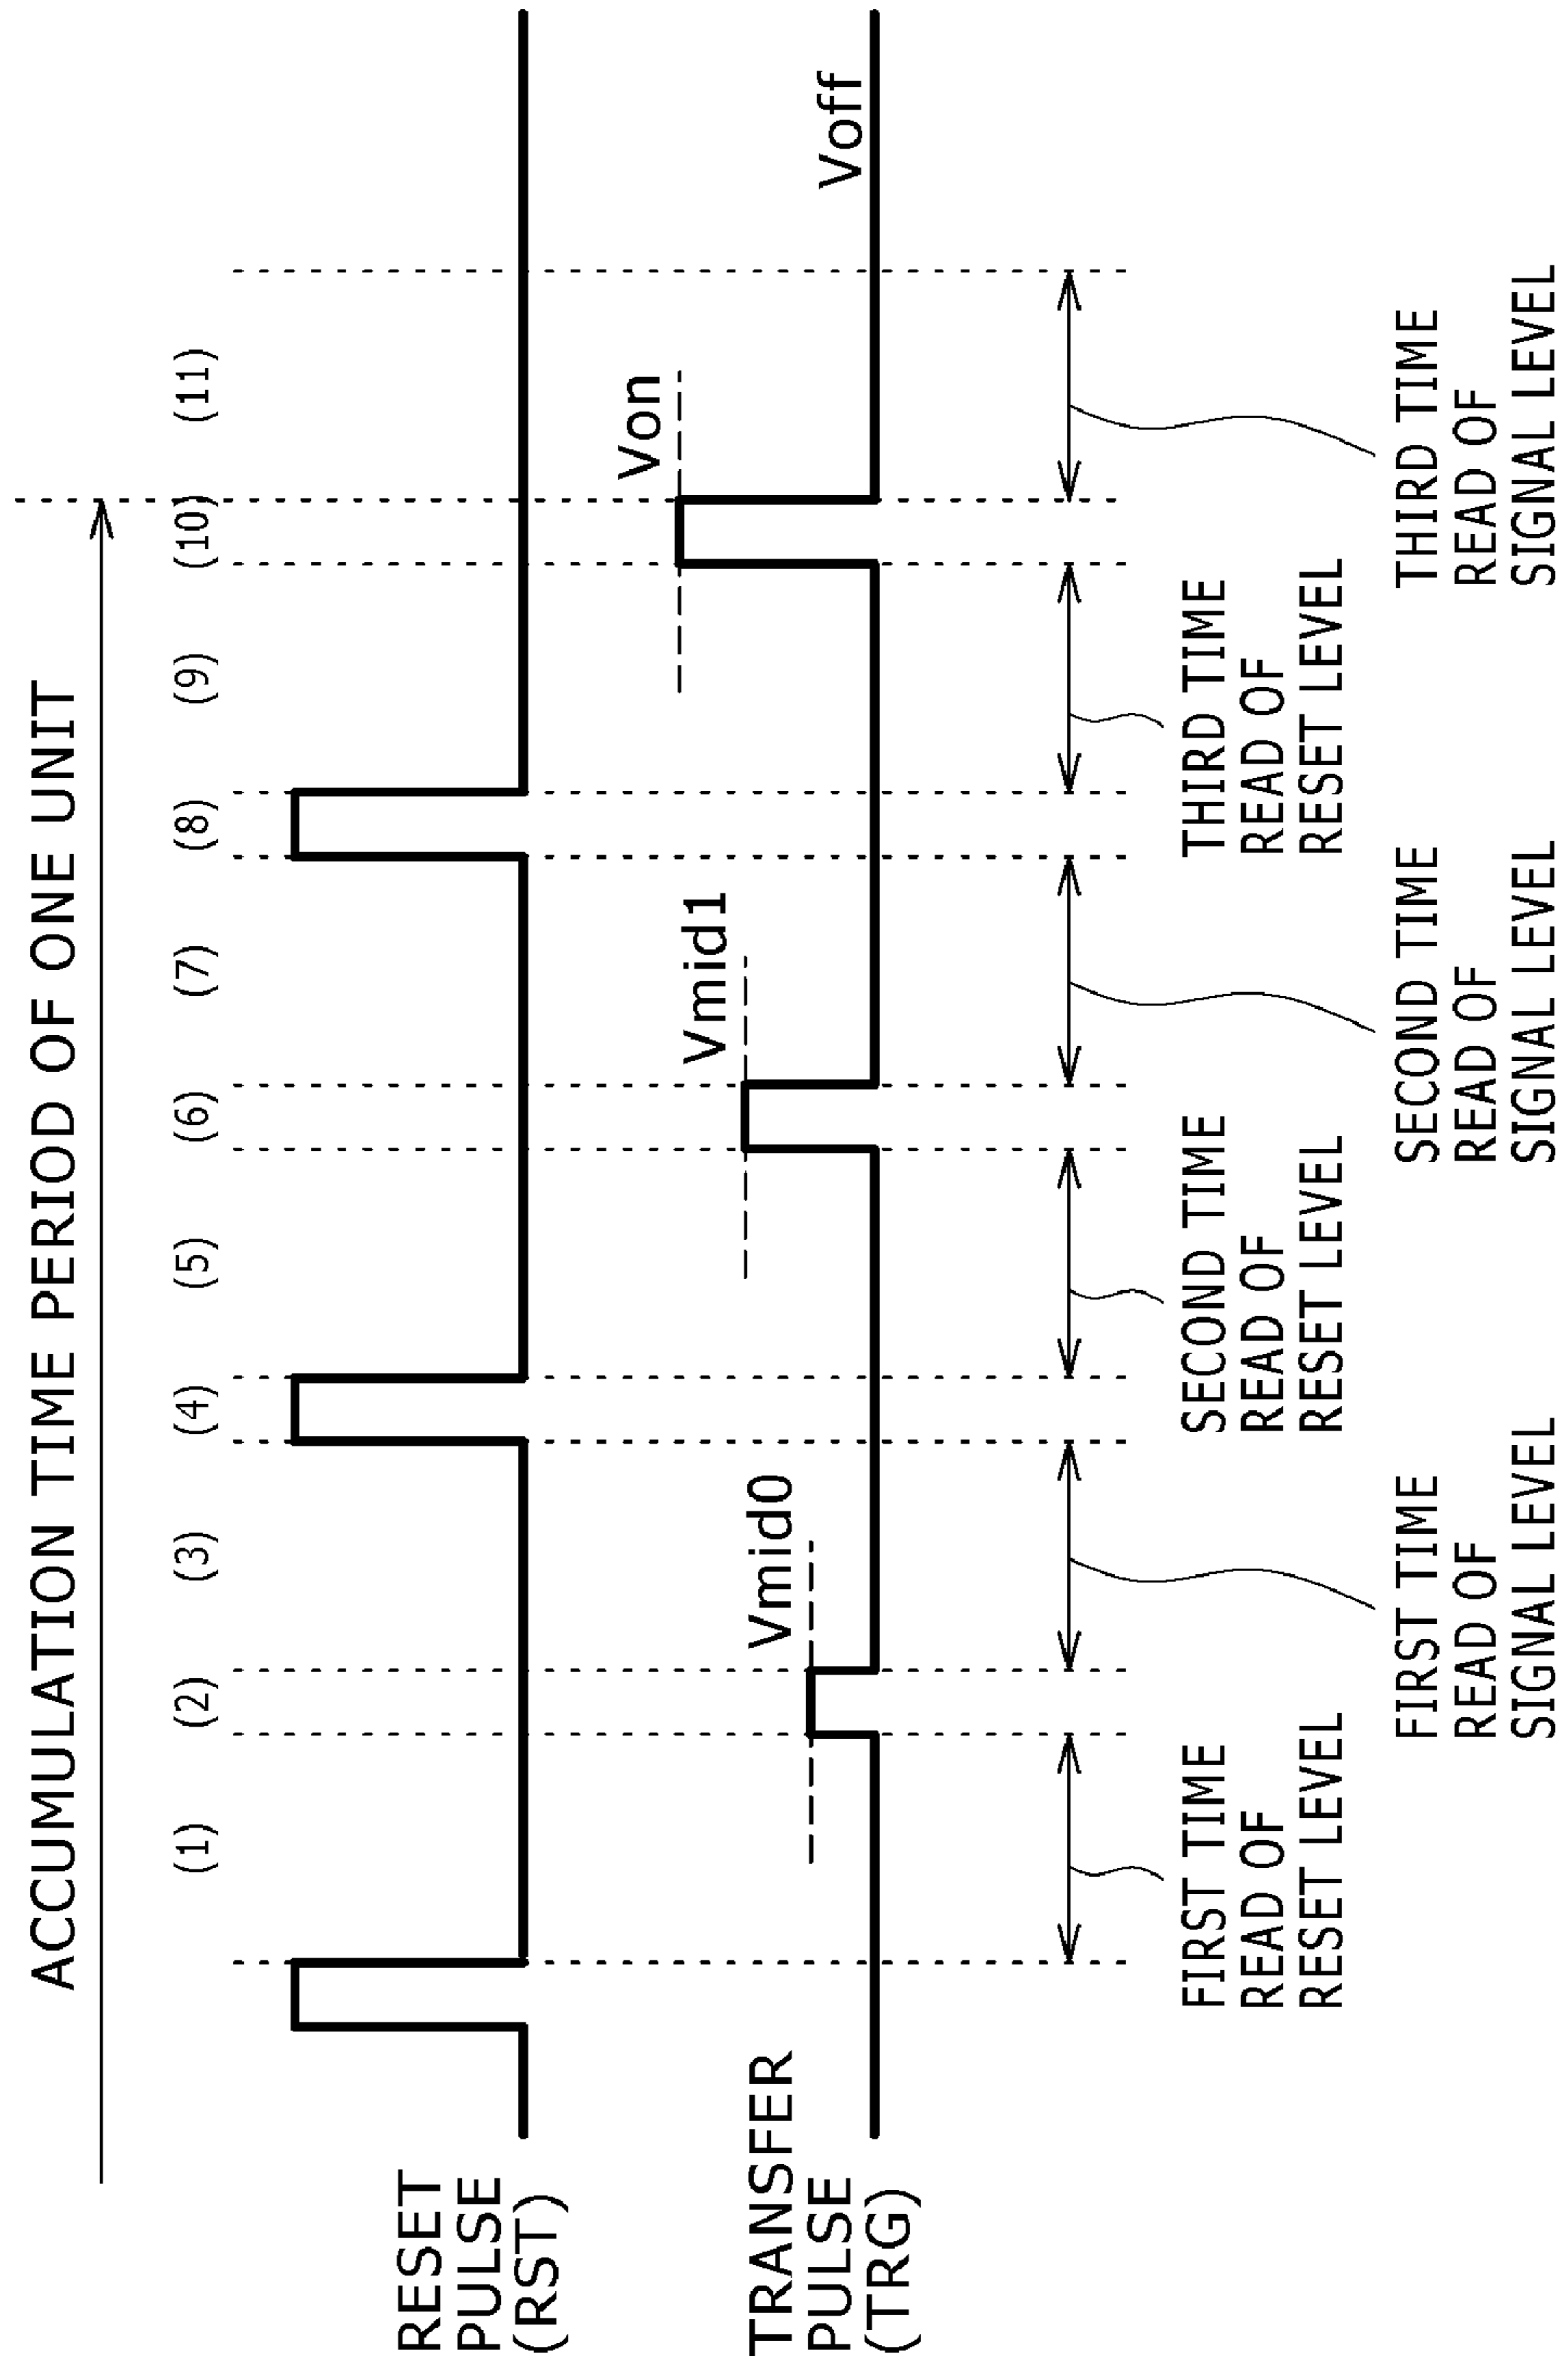 ACCUMULATION TIME PERIOD OF ONE UNIT
(1) (2) (3) (4) (5) (6) (7) (8) (9) (10) (11)
RESET
PULSE
(RST)
Von
Vmid1
Vmid0
TRANSFER
PULSE
(TRG)
Voff
FIRST TIME
READ OF
RESET LEVEL
SECOND TIME
READ OF
RESET LEVEL
THIRD TIME
READ OF
RESET LEVEL
FIRST TIME
READ OF
SIGNAL LEVEL
SECOND TIME
READ OF
SIGNAL LEVEL
THIRD TIME
READ OF
SIGNAL LEVEL